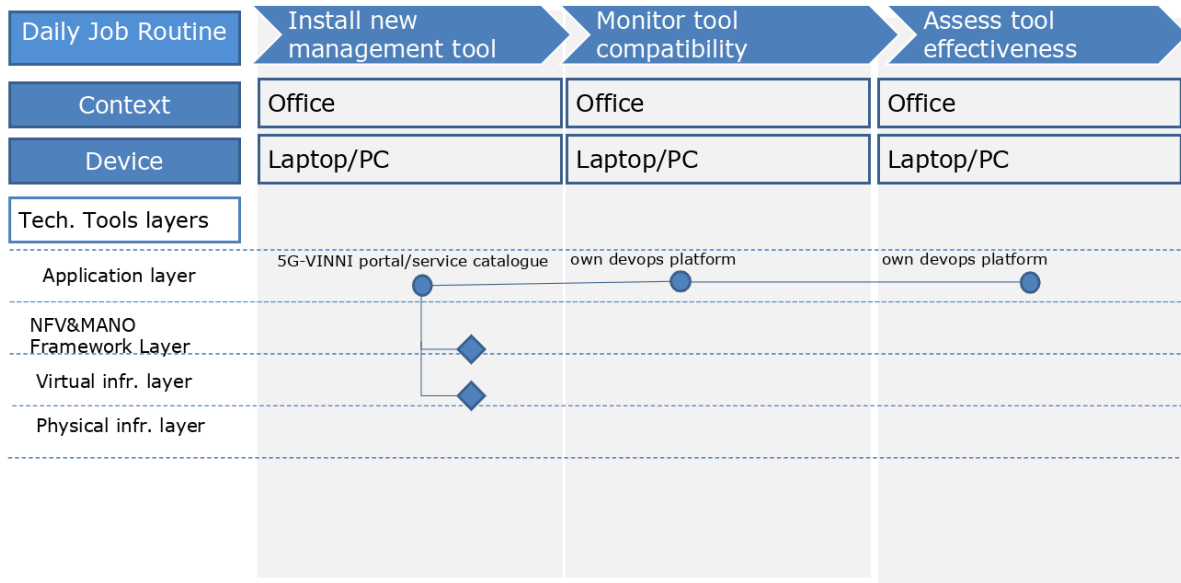 Daily Job Routine
Install new
management tool
Monitor tool
compatibility
Assess tool
effectiveness
Context
Office
Office
Office
Device
Laptop/PC
Laptop/PC
Laptop/PC
Tech. Tools layers
Application layer
5G-VINNI portal/service catalogue
own devops platform
own devops platform
NFV&MANO
Framework Layer
Virtual infr. layer
Physical infr. layer